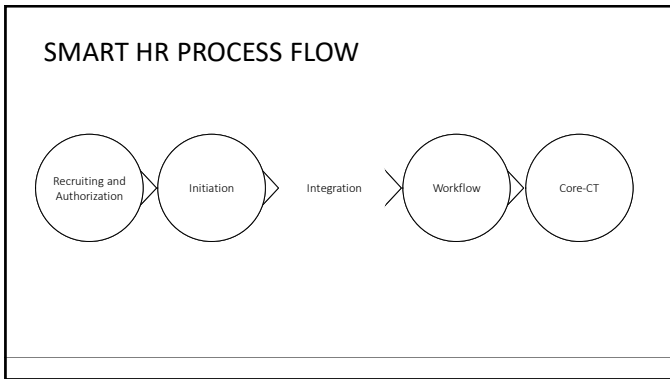 SMART HR PROCESS FLOW
Recruiting and
Authorization
Initiation
Integration
Workflow
Core-CT